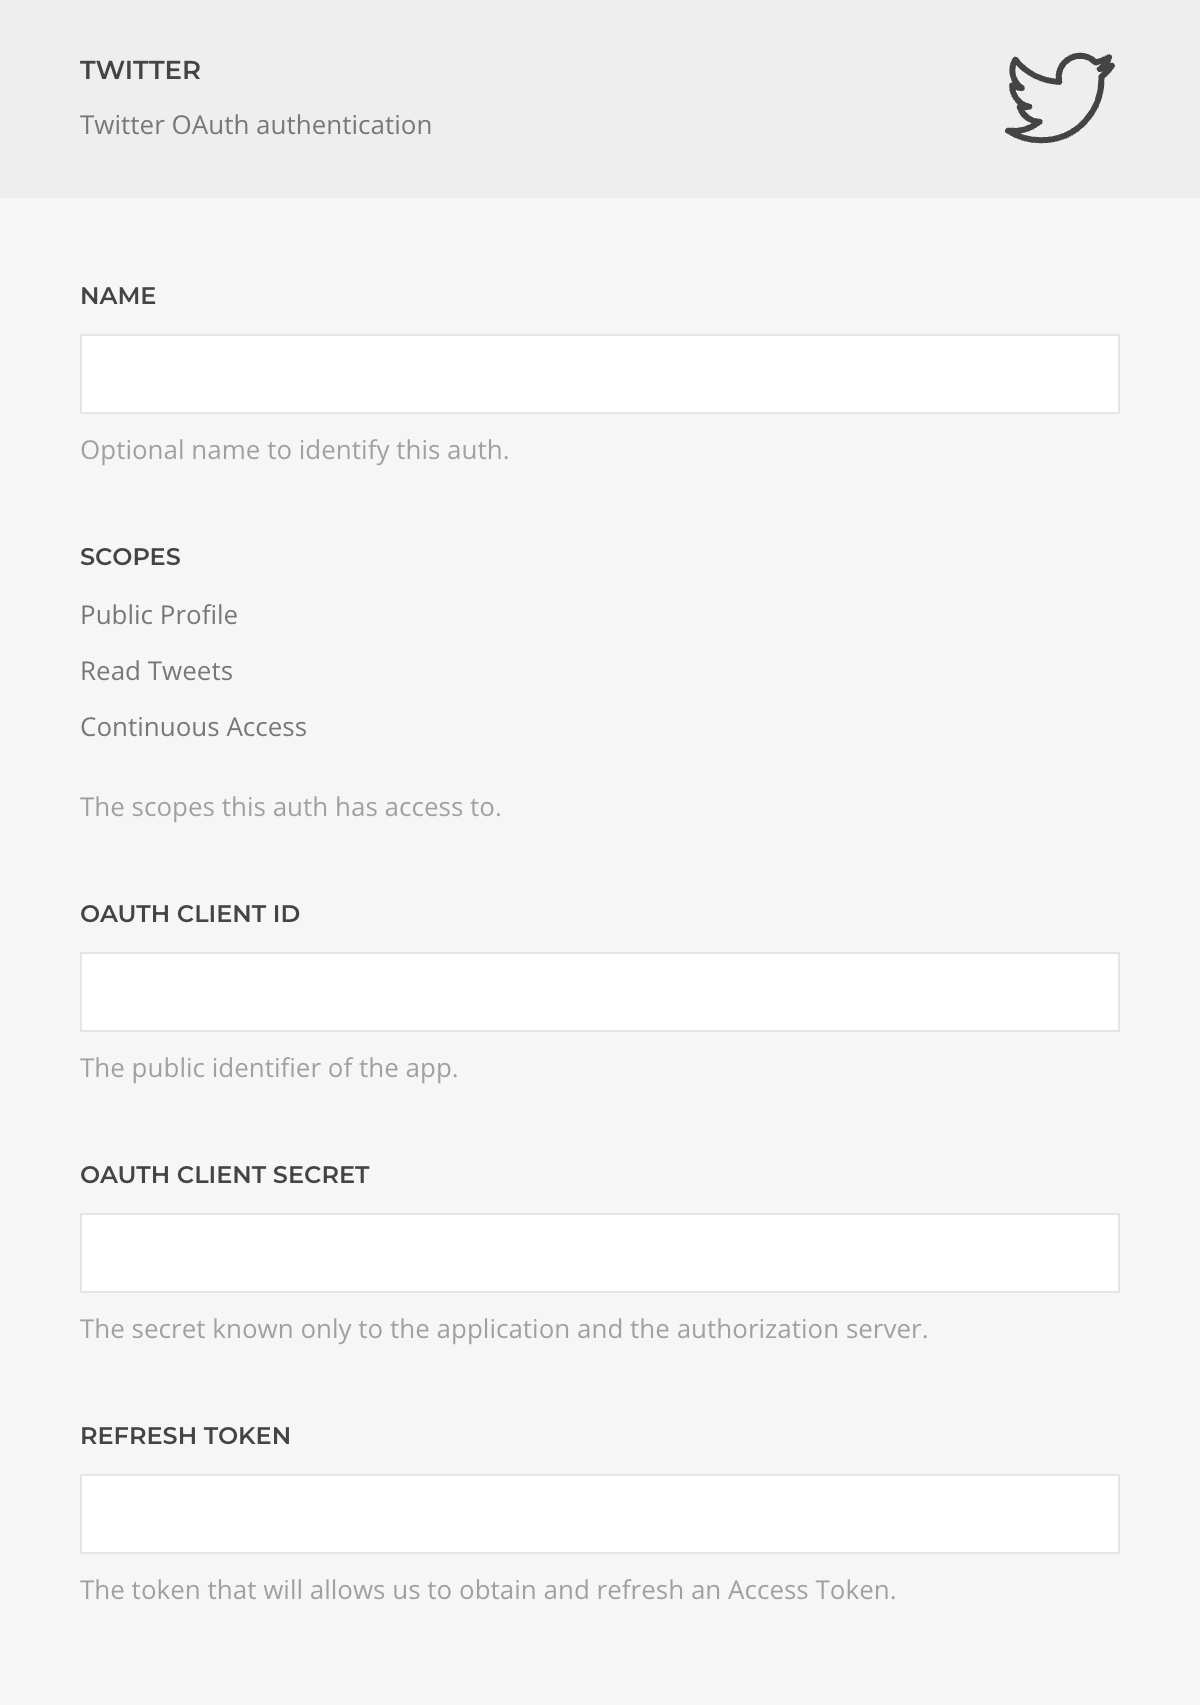 TWITTER
Twitter OAuth authentication
NAME
Optional name to identify this auth.
SCOPES
Public Profile
Read Tweets
Continuous Access
The scopes this auth has access to.
OAUTH CLIENT ID
The public identifier of the app.
OAUTH CLIENT SECRET
The secret known only to the application and the authorization server.
REFRESH TOKEN
The token that will allows us to obtain and refresh an Access Token.